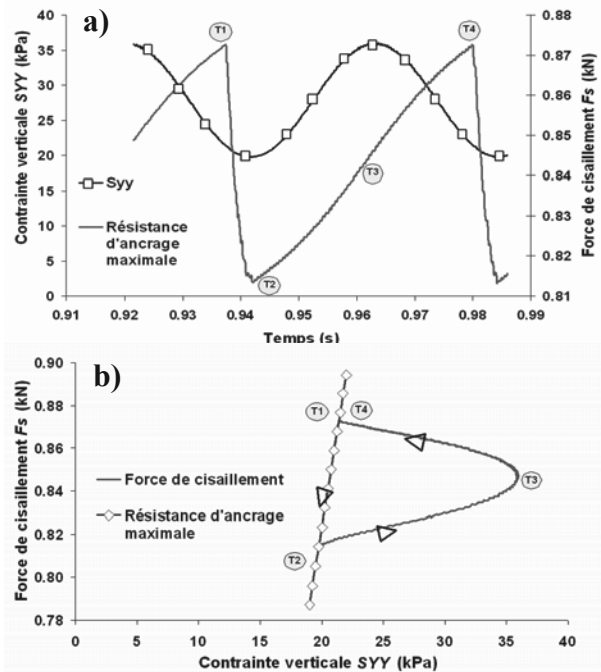 a)
Contrainte verticale SYY (kPa)
40
35
30
25
20
15
10
5
0
T1
T4
T3
T2
Syy
Résistance
d'ancrage
maximale
0.88
0.87
0.86
0.85
0.84
0.83
0.82
0.81
Force de cisaillement Fs (kN)
0.91 0.92 0.93 0.94 0.95 0.96 0.97 0.98 0.99
Temps (s)
b)
Force de cisaillement Fs (kN)
0.90
0.88
0.86
0.84
0.82
0.80
0.78
T1
T4
T3
T2
Force de cisaillement
Résistance d'ancrage
maximale
0 5 10 15 20 25 30 35 40
Contrainte verticale SYY (kPa)